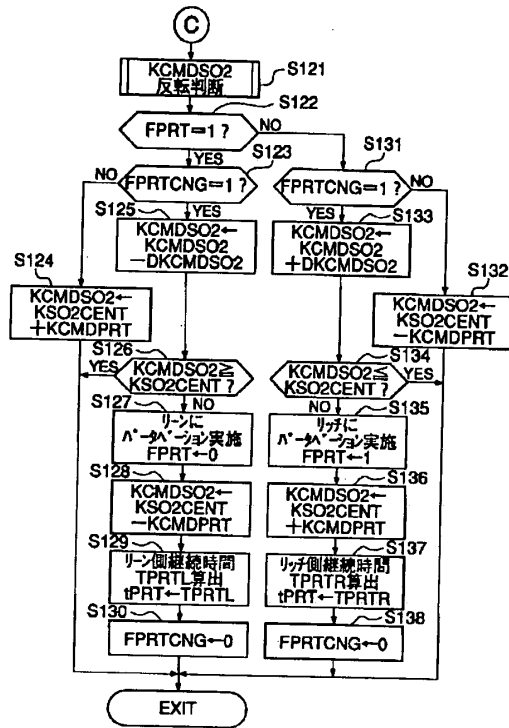 C
KCMDSO2
反転判断
S121
S122
FPRT=1?
NO
YES
S123
S131
NO
FPRTCNG=1?
FPRTCNG=1?
NO
S125
YES
YES
S133
KCMDSO2←
KCMDSO2
−DKCMDSO2
KCMDSO2←
KCMDSO2
+DKCMDSO2
S124
S132
KCMDSO2←
KSO2CENT
+KCMDPRT
KCMDSO2←
KSO2CENT
−KCMDPRT
S126
S134
YES
KCMDSO2≧
KSO2CENT?
KCMDSO2≦
KSO2CENT?
YES
S127
NO
NO
S135
リーンに
パータベーション実施
FPRT←0
リッチに
パータベーション実施
FPRT←1
S128
S136
KCMDSO2←
KSO2CENT
−KCMDPRT
KCMDSO2←
KSO2CENT
+KCMDPRT
S129
S137
リーン側継続時間
TPRTL算出
tPRT←TPRTL
リッチ側継続時間
TPRTR算出
tPRT←TPRTR
S130
S138
FPRTCNG←0
FPRTCNG←0
EXIT